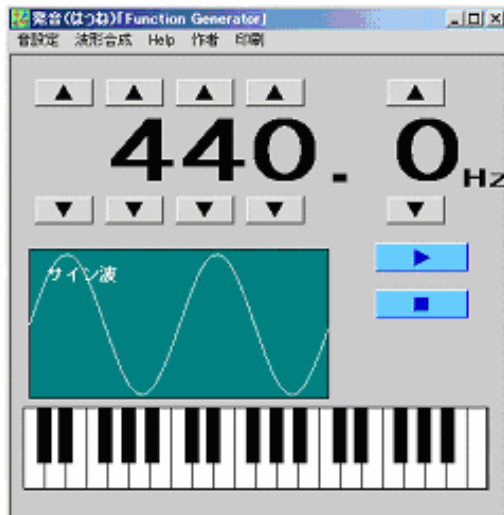 発音(はつね)「Function Generator」
音設定 波形合成 Help 作者 印刷
440.0Hz
サイン波